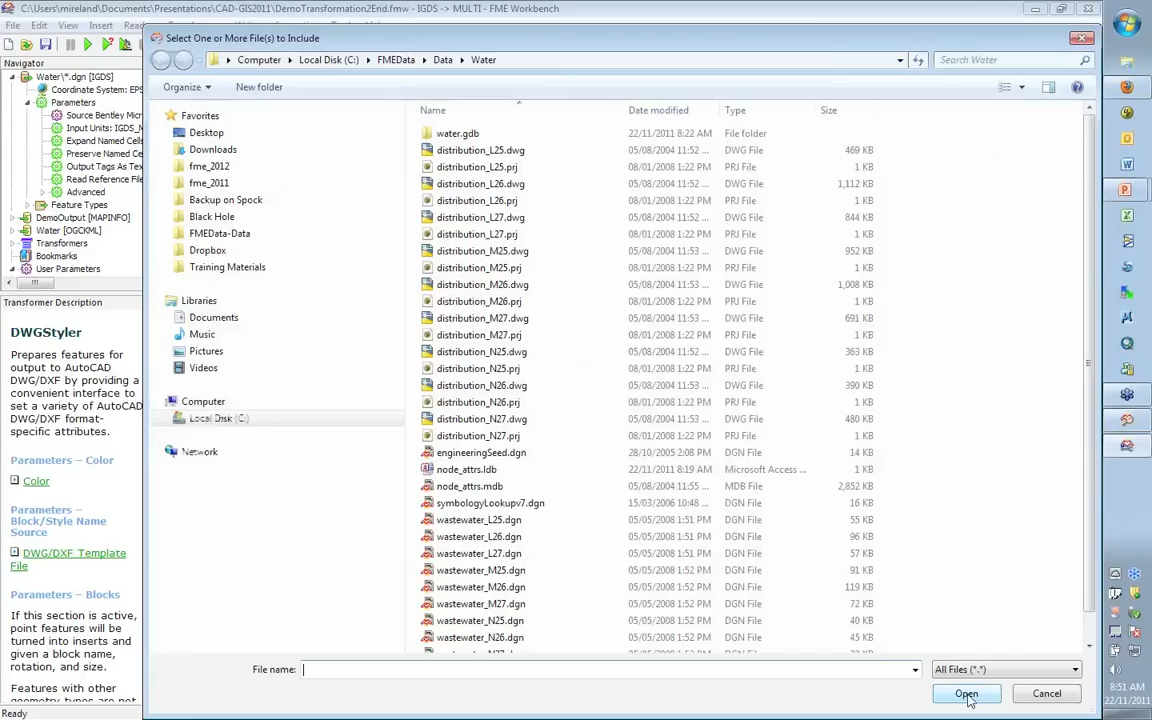 C:\Users\mireland\Documents\Presentations\CAD-GIS2011\DemoTransformation2End.fmw - IGDS -> MULTI - FME Workbench
File Edit View Insert Rea
Select One or More File(s) to Include
Computer Local Disk (C:) FMEData Data Water
Search Water
Organize New folder
Navigator
Water\*.dgn [IGDS]
Coordinate System: EPS
Parameters
Source Bentley Micr
Input Units: IGDS_M
Expand Named Cells
Preserve Named Ce
Output Tags As Tex
Read Reference File
Advanced
Feature Types
DemoOutput [MAPINFO]
Water [OGCKML]
Transformers
Bookmarks
User Parameters
Transformer Description
DWGStyler
Prepares features for
output to AutoCAD
DWG/DXF by providing a
convenient interface to
set a variety of AutoCAD
DWG/DXF format-
specific attributes.
Parameters – Color
Color
Parameters –
Block/Style Name
Source
DWG/DXF Template
File
Parameters – Blocks
If this section is active,
point features will be
turned into inserts and
given a block name,
rotation, and size.
Features with other
Ready
Favorites
Desktop
Downloads
fme_2012
fme_2011
Backup on Spock
Black Hole
FMEData-Data
Dropbox
Training Materials
Libraries
Documents
Music
Pictures
Videos
Computer
Local Disk (C:)
Network
Name Date modified Type Size
water.gdb 22/11/2011 8:22 AM File folder
distribution_L25.dwg 05/08/2004 11:52 ... DWG File 469 KB
distribution_L25.prj 08/01/2008 1:22 PM PRJ File 1 KB
distribution_L26.dwg 05/08/2004 11:52 ... DWG File 1,112 KB
distribution_L26.prj 08/01/2008 1:22 PM PRJ File 1 KB
distribution_L27.dwg 05/08/2004 11:52 ... DWG File 844 KB
distribution_L27.prj 08/01/2008 1:22 PM PRJ File 1 KB
distribution_M25.dwg 05/08/2004 11:53 ... DWG File 952 KB
distribution_M25.prj 08/01/2008 1:22 PM PRJ File 1 KB
distribution_M26.dwg 05/08/2004 11:53 ... DWG File 1,008 KB
distribution_M26.prj 08/01/2008 1:22 PM PRJ File 1 KB
distribution_M27.dwg 05/08/2004 11:53 ... DWG File 691 KB
distribution_M27.prj 08/01/2008 1:22 PM PRJ File 1 KB
distribution_N25.dwg 05/08/2004 11:52 ... DWG File 363 KB
distribution_N25.prj 08/01/2008 1:22 PM PRJ File 1 KB
distribution_N26.dwg 05/08/2004 11:52 ... DWG File 390 KB
distribution_N26.prj 08/01/2008 1:22 PM PRJ File 1 KB
distribution_N27.dwg 05/08/2004 11:53 ... DWG File 480 KB
distribution_N27.prj 08/01/2008 1:22 PM PRJ File 1 KB
engineeringSeed.dgn 28/10/2005 2:08 PM DGN File 14 KB
node_attrs.ldb 22/11/2011 8:19 AM Microsoft Access ... 1 KB
node_attrs.mdb 05/08/2004 11:55 ... MDB File 2,852 KB
symbologyLookupv7.dgn 15/03/2006 10:48 ... DGN File 16 KB
wastewater_L25.dgn 05/05/2008 1:51 PM DGN File 55 KB
wastewater_L26.dgn 05/05/2008 1:51 PM DGN File 96 KB
wastewater_L27.dgn 05/05/2008 1:51 PM DGN File 57 KB
wastewater_M25.dgn 05/05/2008 1:52 PM DGN File 91 KB
wastewater_M26.dgn 05/05/2008 1:52 PM DGN File 119 KB
wastewater_M27.dgn 05/05/2008 1:52 PM DGN File 72 KB
wastewater_N25.dgn 05/05/2008 1:52 PM DGN File 40 KB
wastewater_N26.dgn 05/05/2008 1:52 PM DGN File 45 KB
File name: All Files (*.*)
Open Cancel
8:51 AM
22/11/2011